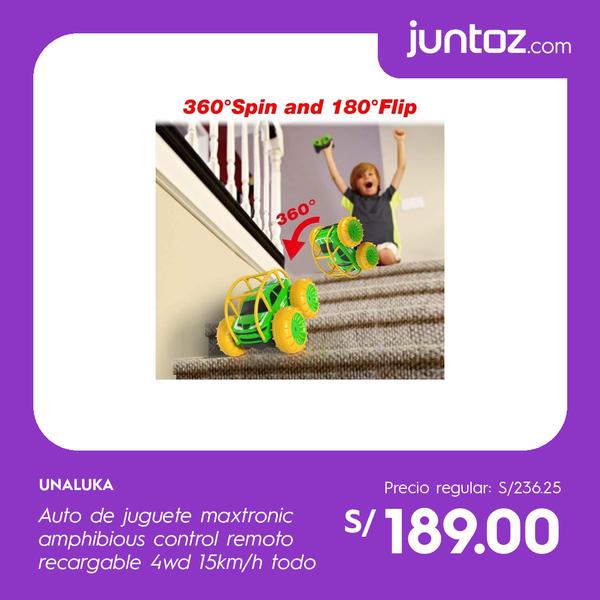 juntoz.com
360°Spin and 180°Flip
360°
UNALUKA
Auto de juguete maxtronic
amphibious control remoto
recargable 4wd 15km/h todo
Precio regular: S/236.25
S/189.00